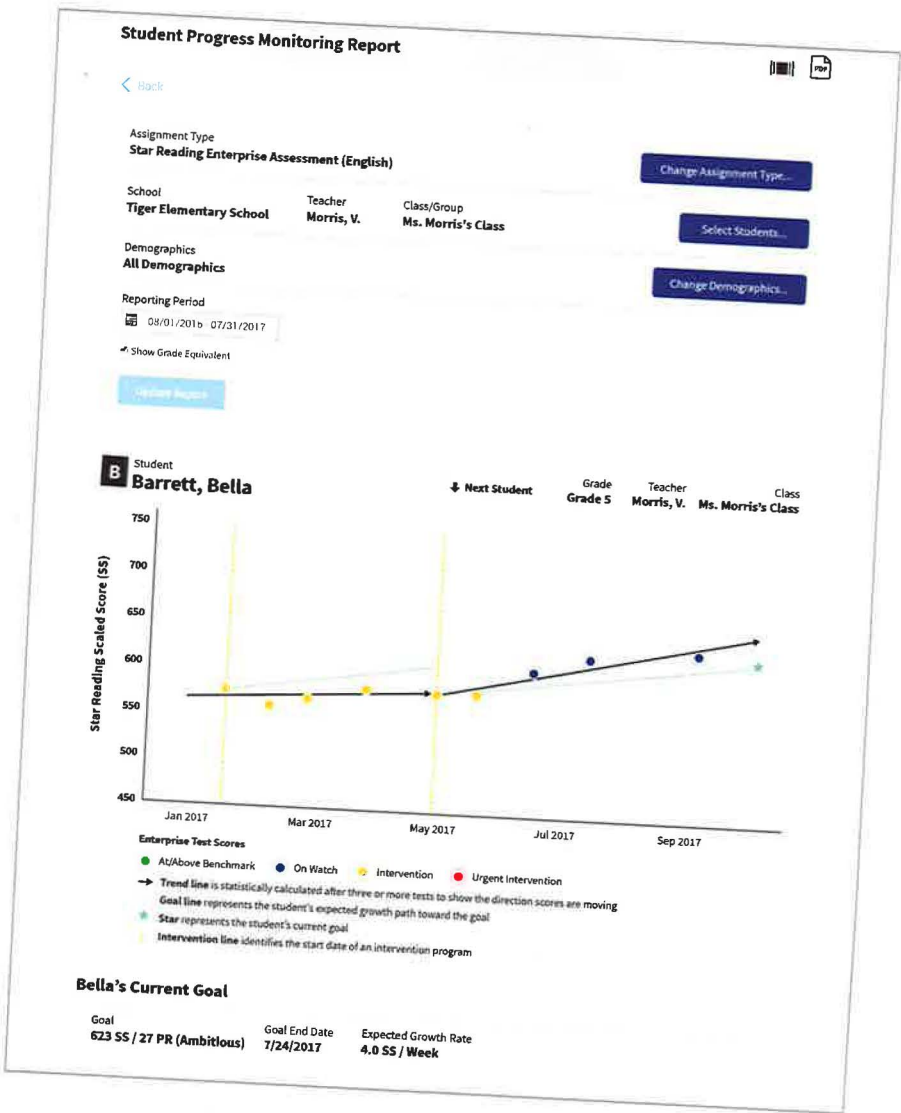 Student Progress Monitoring Report
PDF
Back
Assignment Type
Star Reading Enterprise Assessment (English)
Change Assignment Type...
School
Tiger Elementary School
Teacher
Morris, V.
Class/Group
Ms. Morris's Class
Select Students...
Demographics
All Demographics
Change Demographics...
Reporting Period
08/01/2016 07/31/2017
Show Grade Equivalent
Update Report
B
Student
Barrett, Bella
Next Student
Grade
Grade 5
Teacher
Morris, V.
Class
Ms. Morris's Class
Star Reading Scaled Score (SS)
750
700
650
600
550
500
450
Jan 2017
Mar 2017
May 2017
Jul 2017
Sep 2017
Enterprise Test Scores
At/Above Benchmark
On Watch
Intervention
Urgent Intervention
Trend line is statistically calculated after three or more tests to show the direction scores are moving
Goal line represents the student's expected growth path toward the goal
Star represents the student's current goal
Intervention line identifies the start date of an intervention program
Bella's Current Goal
Goal
623 SS / 27 PR (Ambitious)
Goal End Date
7/24/2017
Expected Growth Rate
4.0 SS / Week